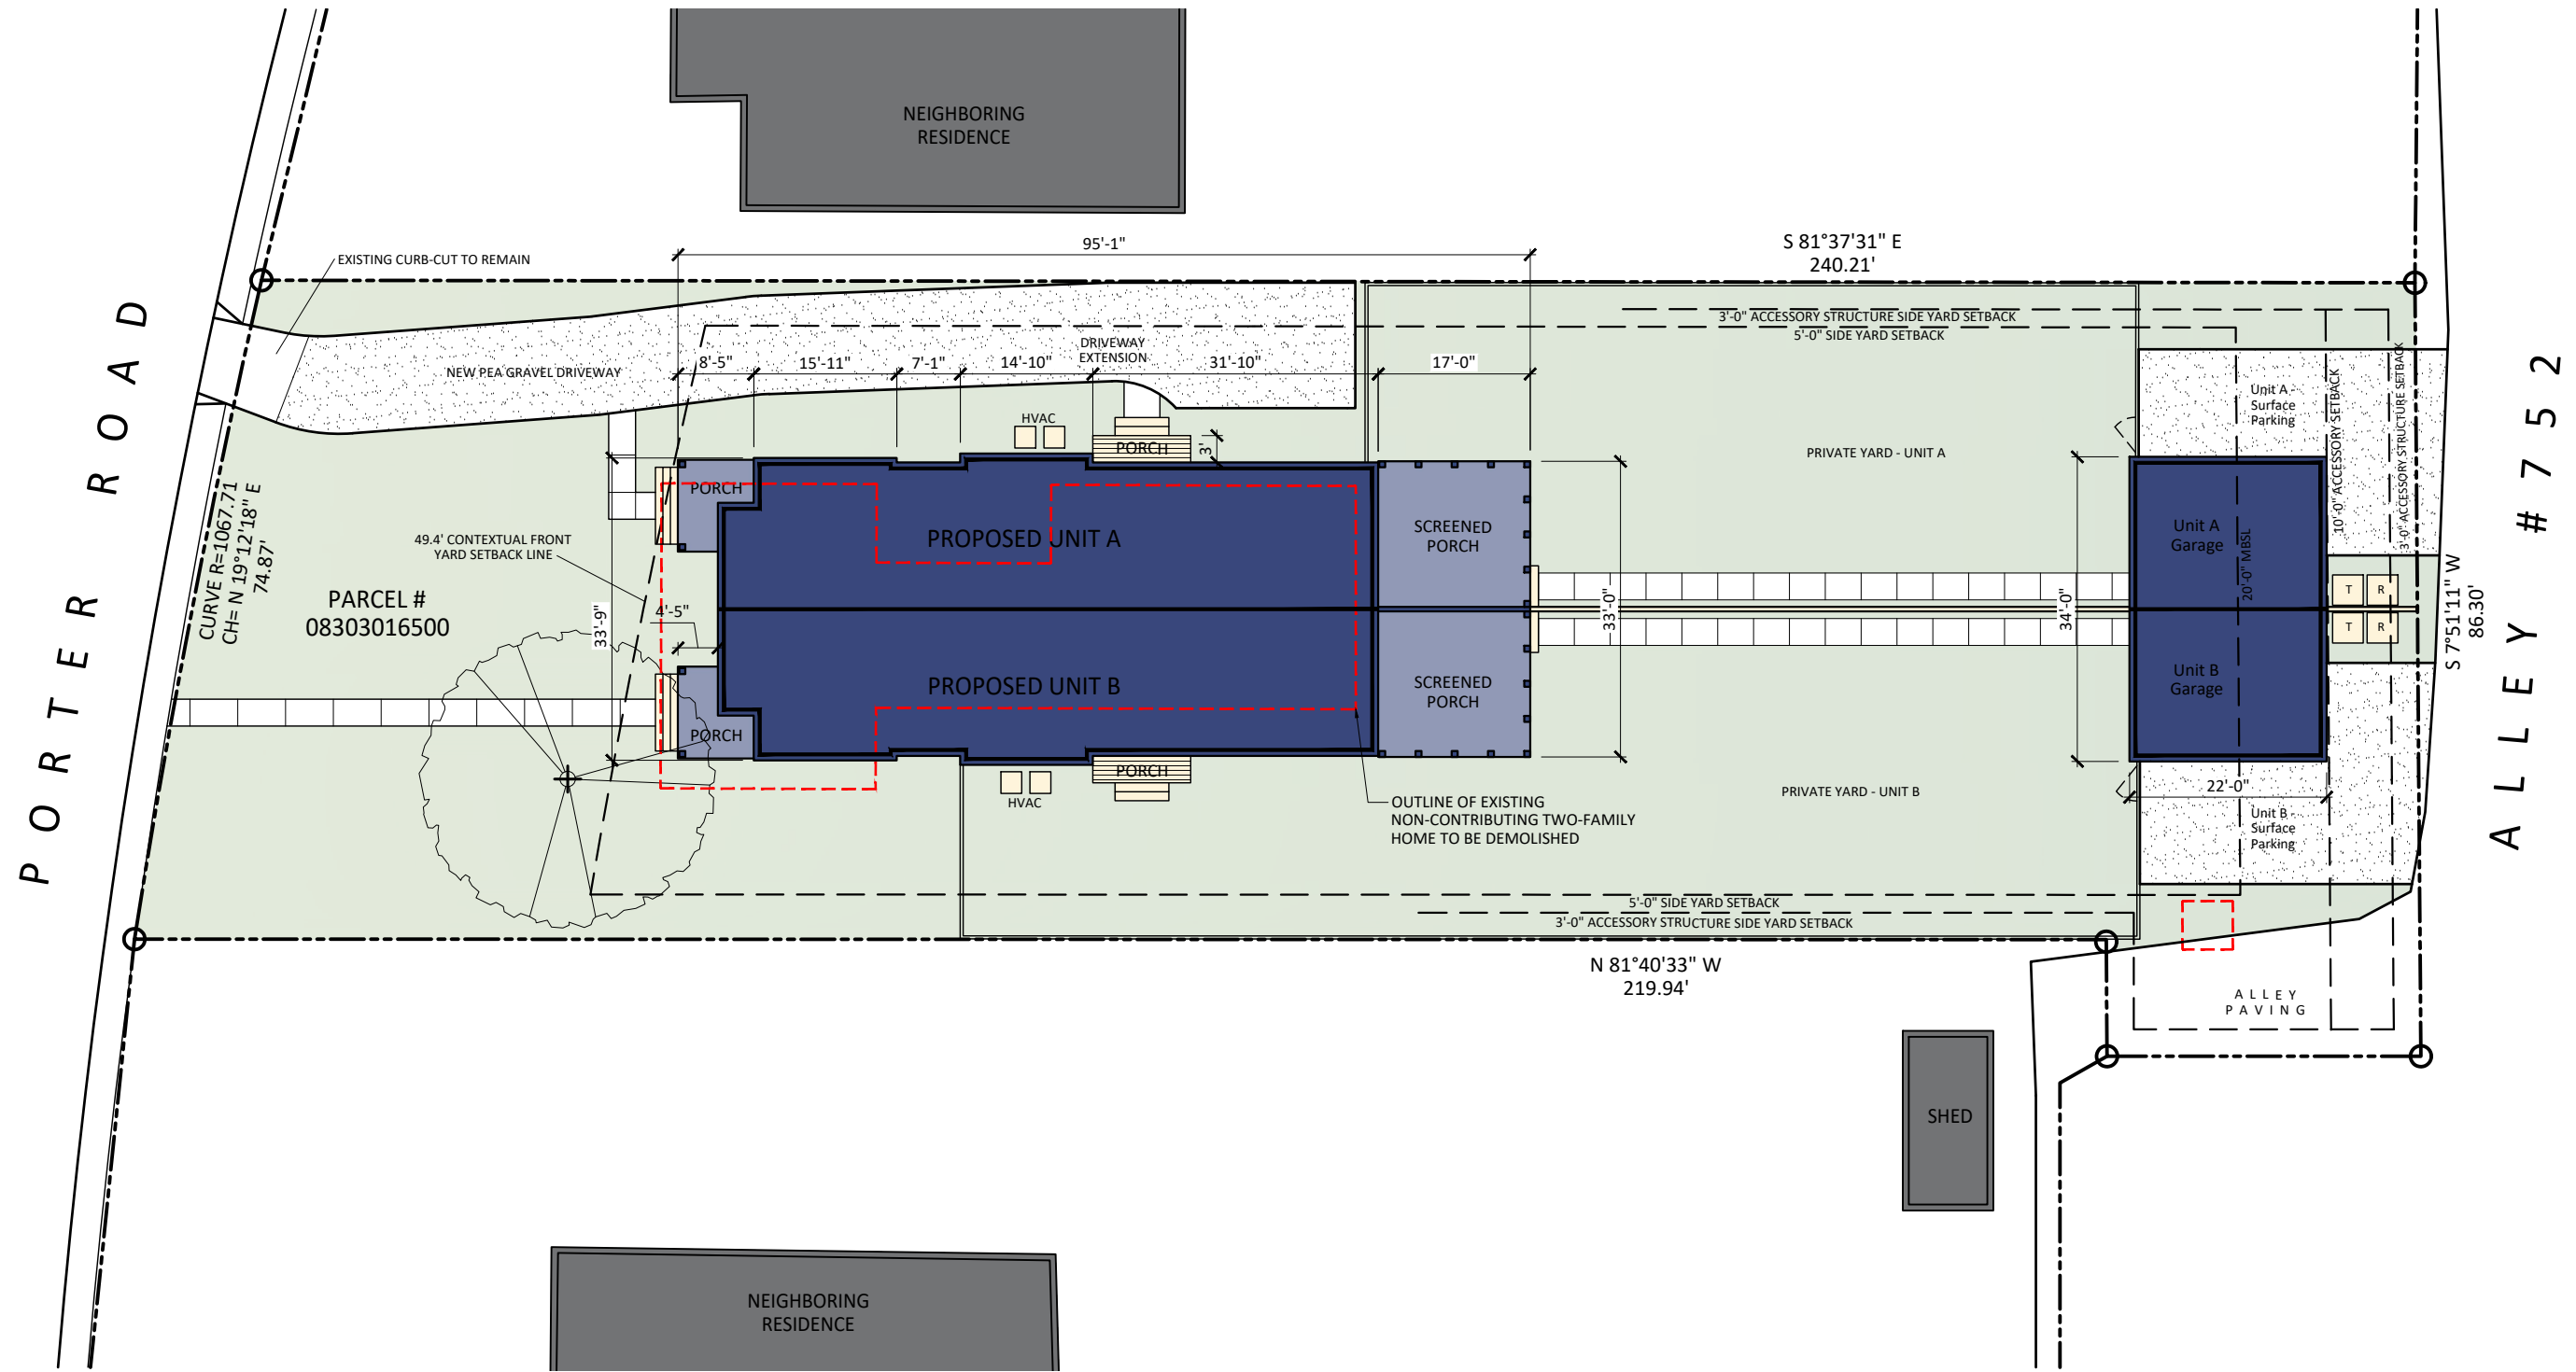 NEIGHBORING
RESIDENCE
95'-1"
S 81°37'31" E
240.21'
EXISTING CURB-CUT TO REMAIN
3'-0" ACCESSORY STRUCTURE SIDE YARD SETBACK
5'-0" SIDE YARD SETBACK
DRIVEWAY
EXTENSION
8'-5"
15'-11"
7'-1"
14'-10"
31'-10"
17'-0"
NEW PEA GRAVEL DRIVEWAY
HVAC
PORCH
3'
PRIVATE YARD - UNIT A
Unit A -
Surface
Parking
10'-0" ACCESSORY SETBACK
3'-0" ACCESSORY STRUCTURE SETBACK
PORTER ROAD
ALLEY #752
CURVE R=1067.71
CH= N 19°12'18" E
74.87'
PORCH
49.4' CONTEXTUAL FRONT
YARD SETBACK LINE
PROPOSED UNIT A
SCREENED
PORCH
Unit A
Garage
20'-0" MBSL
PARCEL #
08303016500
33'-9"
4'-5"
33'-0"
34'-0"
T
R
T
R
S 7°51'11" W
86.30'
PROPOSED UNIT B
SCREENED
PORCH
Unit B
Garage
PORCH
PORCH
HVAC
PRIVATE YARD - UNIT B
22'-0"
Unit B -
Surface
Parking
OUTLINE OF EXISTING
NON-CONTRIBUTING TWO-FAMILY
HOME TO BE DEMOLISHED
5'-0" SIDE YARD SETBACK
3'-0" ACCESSORY STRUCTURE SIDE YARD SETBACK
N 81°40'33" W
219.94'
ALLEY
PAVING
SHED
NEIGHBORING
RESIDENCE